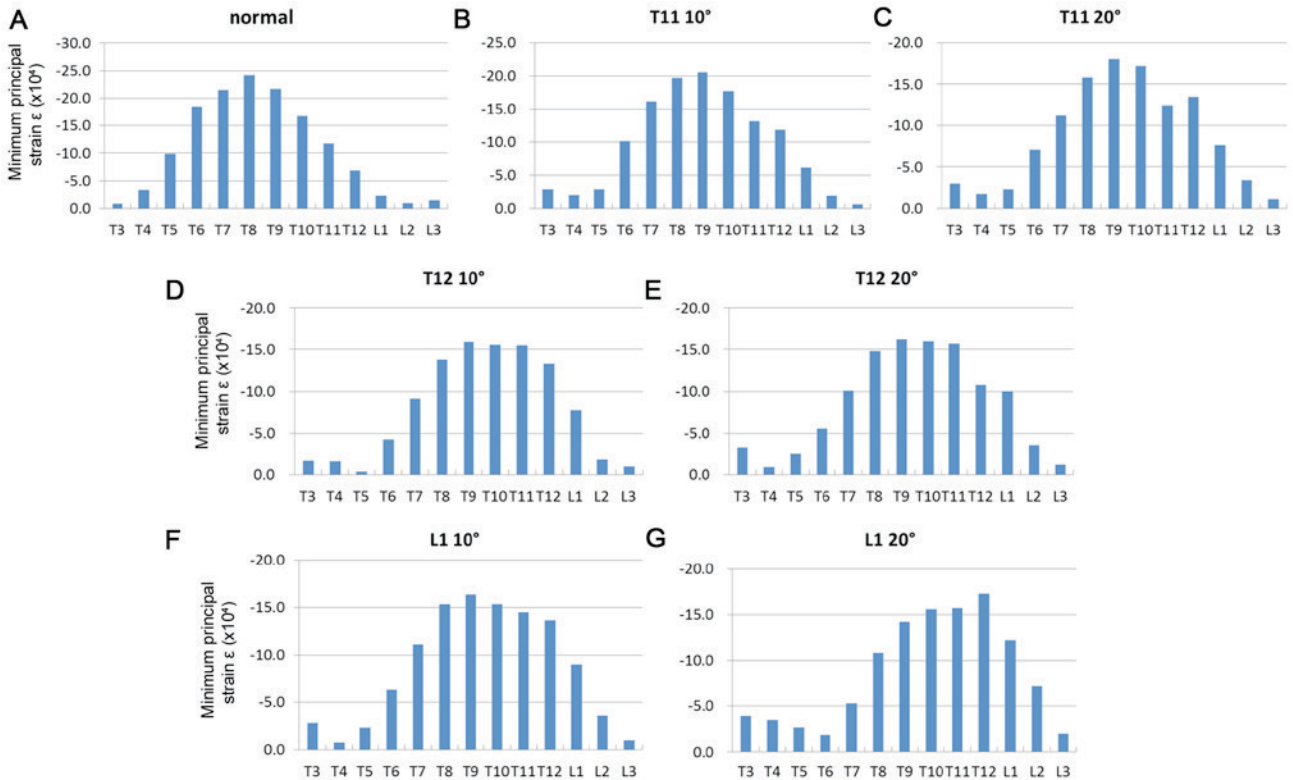 A
normal
Minimum principal
strain ε (x10⁴)
-30.0
-25.0
-20.0
-15.0
-10.0
-5.0
0.0
T3 T4 T5 T6 T7 T8 T9 T10 T11 T12 L1 L2 L3
B
T11 10°
-25.0
-20.0
-15.0
-10.0
-5.0
0.0
T3 T4 T5 T6 T7 T8 T9 T10 T11 T12 L1 L2 L3
C
T11 20°
-20.0
-15.0
-10.0
-5.0
0.0
T3 T4 T5 T6 T7 T8 T9 T10 T11 T12 L1 L2 L3
D
T12 10°
Minimum principal
strain ε (x10⁴)
-20.0
-15.0
-10.0
-5.0
0.0
T3 T4 T5 T6 T7 T8 T9 T10 T11 T12 L1 L2 L3
E
T12 20°
-20.0
-15.0
-10.0
-5.0
0.0
T3 T4 T5 T6 T7 T8 T9 T10 T11 T12 L1 L2 L3
F
L1 10°
Minimum principal
strain ε (x10⁴)
-20.0
-15.0
-10.0
-5.0
0.0
T3 T4 T5 T6 T7 T8 T9 T10 T11 T12 L1 L2 L3
G
L1 20°
-20.0
-15.0
-10.0
-5.0
0.0
T3 T4 T5 T6 T7 T8 T9 T10 T11 T12 L1 L2 L3